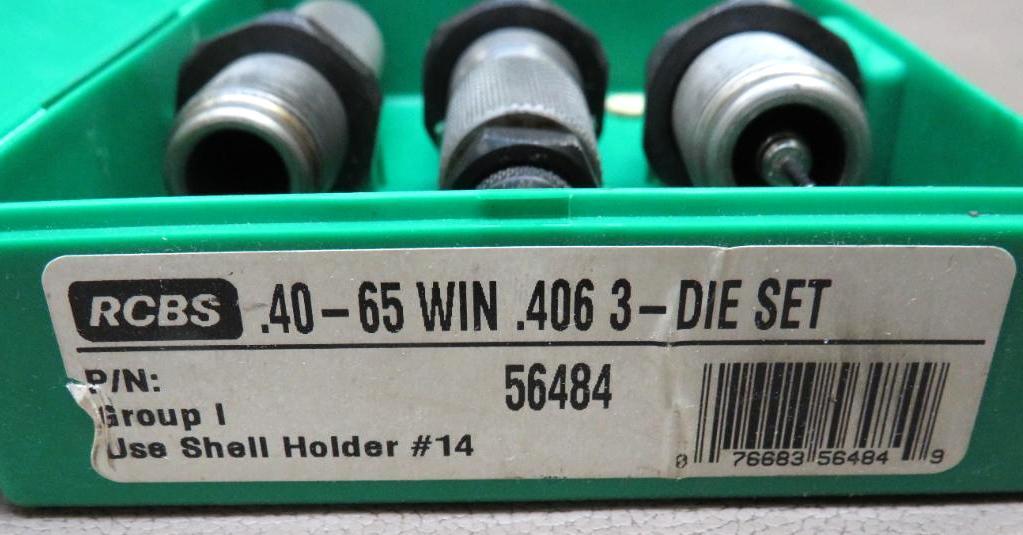 RCBS .40-65 WIN .406 3-DIE SET
P/N: 56484
Group I
Use Shell Holder #14
0 76683 56484 9